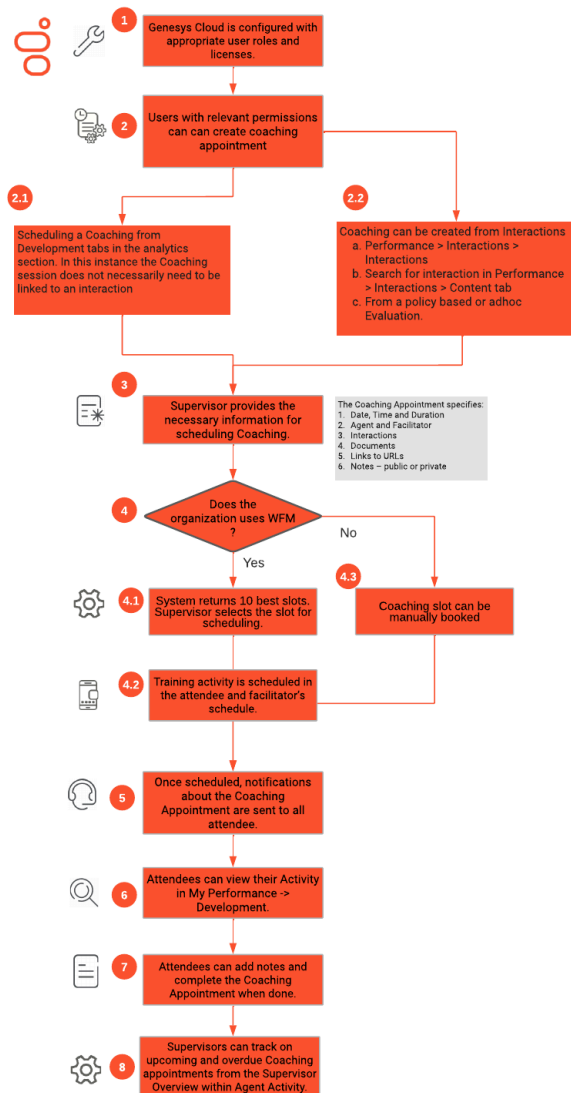 1
Genesys Cloud is configured with
appropriate user roles and
licenses.
2
Users with relevant permissions
can can create coaching
appointment
2.1
Scheduling a Coaching from
Development tabs in the analytics
section. In this instance the Coaching
session does not necessarily need to be
linked to an interaction
2.2
Coaching can be created from Interactions
a. Performance > Interactions >
Interactions
b. Search for interaction in Performance
> Interactions > Content tab
c. From a policy based or adhoc
Evaluation.
3
Supervisor provides the
necessary information for
scheduling Coaching.
The Coaching Appointment specifies:
1. Date, Time and Duration
2. Agent and Facilitator
3. Interactions
4. Documents
5. Links to URLs
6. Notes – public or private
4
Does the
organization uses WFM
?
No
Yes
4.1
System returns 10 best slots.
Supervisor selects the slot for
scheduling.
4.3
Coaching slot can be
manually booked
4.2
Training activity is scheduled in
the attendee and facilitator's
schedule.
5
Once scheduled, notifications
about the Coaching
Appointment are sent to all
attendee.
6
Attendees can view their Activity
in My Performance ->
Development.
7
Attendees can add notes and
complete the Coaching
Appointment when done.
8
Supervisors can track on
upcoming and overdue Coaching
appointments from the Supervisor
Overview within Agent Activity.